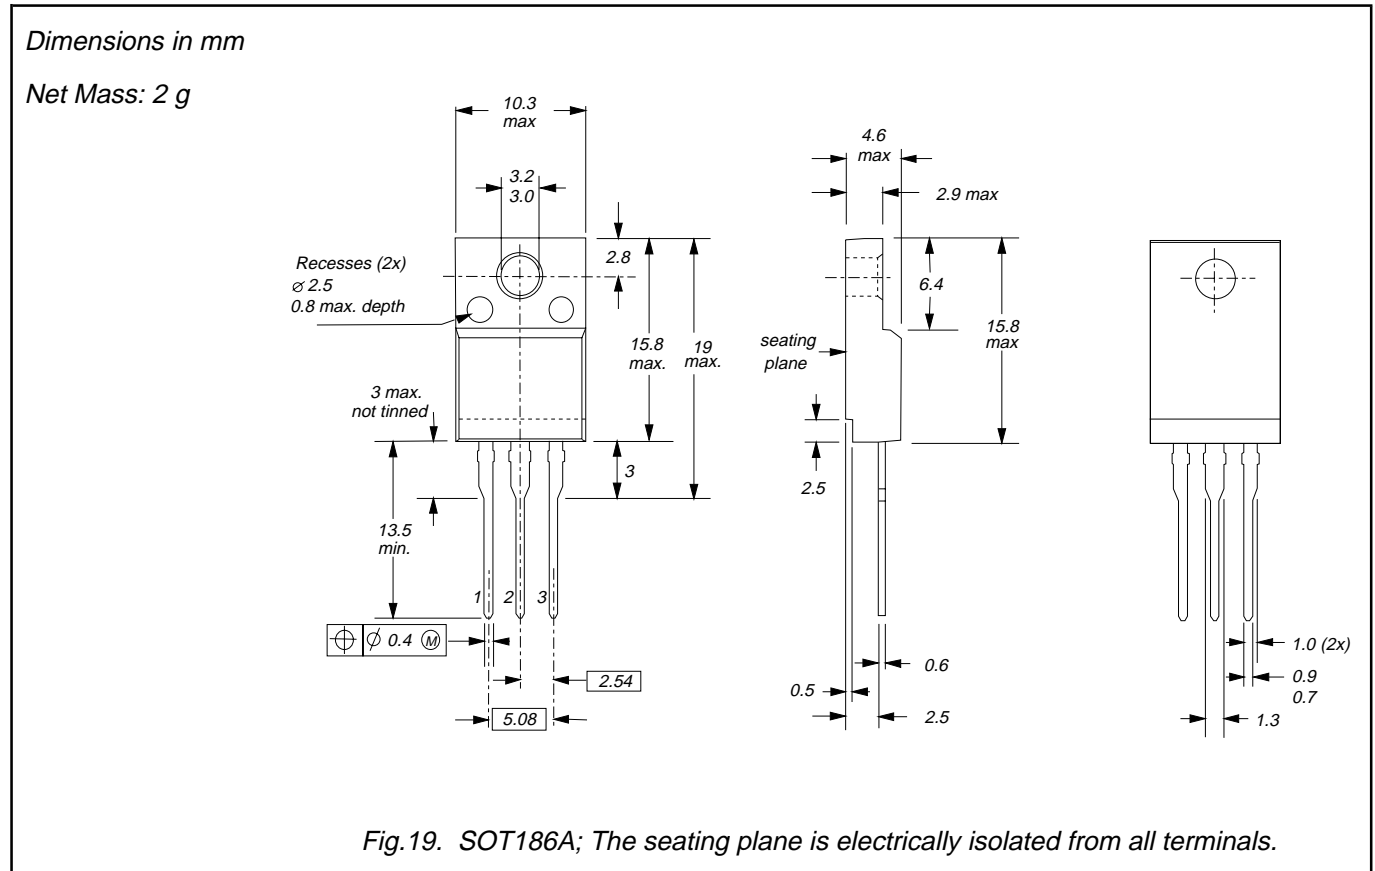 Dimensions in mm
Net Mass: 2 g
10.3
max
3.2
3.0
2.8
Recesses (2x)
⌀ 2.5
0.8 max. depth
15.8
max.
19
max.
3 max.
not tinned
3
13.5
min.
1 2 3
⌖ ⌀ 0.4 Ⓜ
2.54
5.08
4.6
max
2.9 max
6.4
15.8
max
seating
plane
2.5
0.6
0.5
2.5
1.0 (2x)
0.9
0.7
1.3
Fig.19. SOT186A; The seating plane is electrically isolated from all terminals.